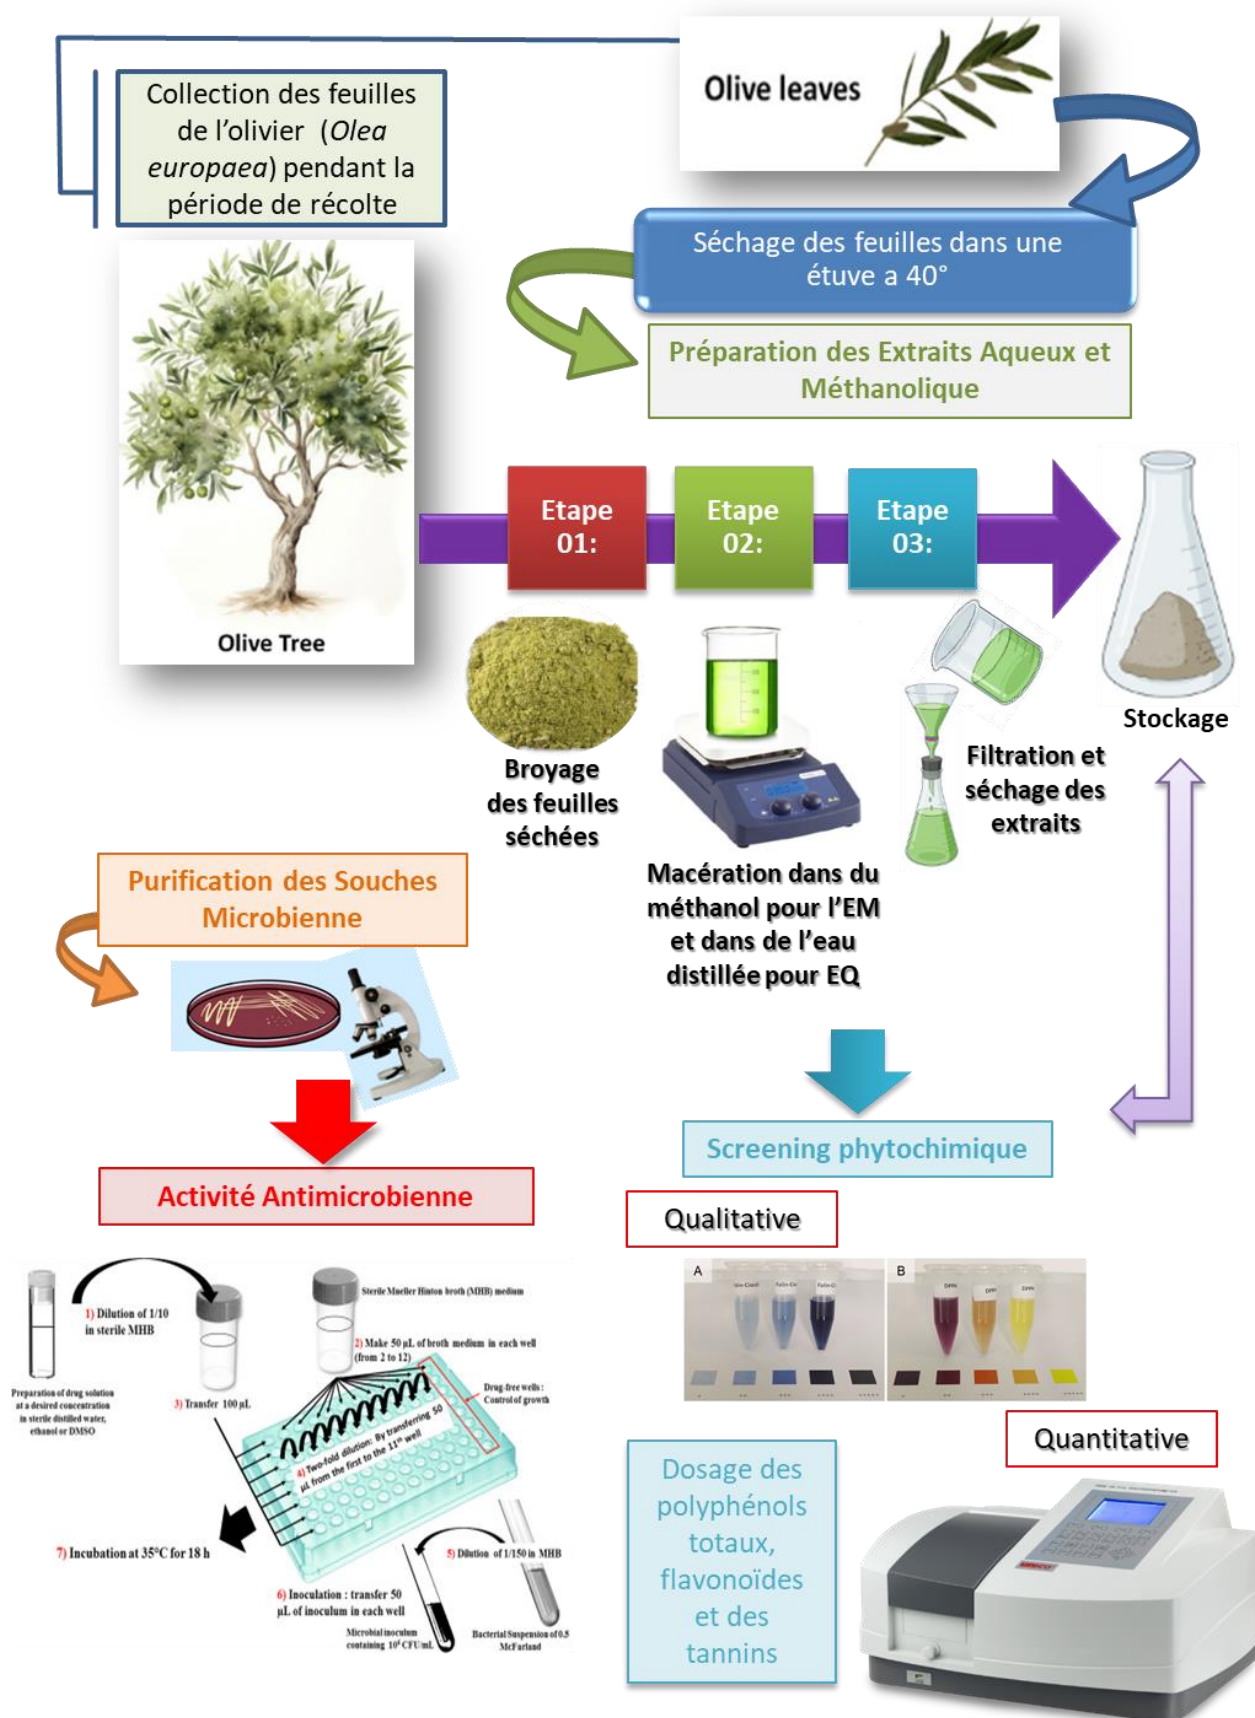 Olive leaves
Collection des feuilles
de l'olivier (Olea
europaea) pendant la
période de récolte
Séchage des feuilles dans une
étuve a 40°
Préparation des Extraits Aqueux et
Méthanolique
Olive Tree
Etape
01:
Etape
02:
Etape
03:
Broyage
des feuilles
séchées
Macération dans du
méthanol pour l'EM
et dans de l'eau
distillée pour EQ
Filtration et
séchage des
extraits
Stockage
Purification des Souches
Microbienne
Activité Antimicrobienne
Screening phytochimique
Qualitative
A
B
Quantitative
Dosage des
polyphénols
totaux,
flavonoïdes
et des
tannins
Preparation of drug solution
at a desired concentration
in sterile distilled water,
ethanol or DMSO
1) Dilution of 1/10
in sterile MHB
Sterile Mueller Hinton broth (MHB) medium
2) Make 50 µL of broth medium in each well
(from 2 to 12)
3) Transfer 100 µL
Drug-free wells :
Control of growth
4) Two-fold dilution: By transferring 50
µL from the first to the 11th well
5) Dilution of 1/150 in MHB
6) Inoculation : transfer 50
µL of inoculum in each well
7) Incubation at 35°C for 18 h
Microbial inoculum
containing 10⁶ CFU/mL
Bacterial Suspension of 0.5
McFarland